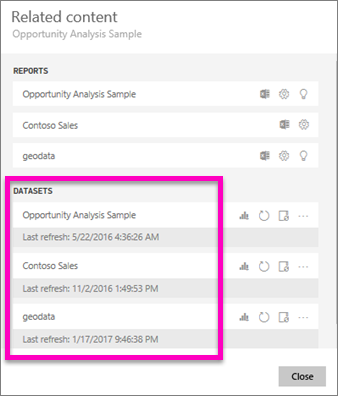 Related content
Opportunity Analysis Sample
REPORTS
Opportunity Analysis Sample
Contoso Sales
geodata
DATASETS
Opportunity Analysis Sample
Last refresh: 5/22/2016 4:36:26 AM
Contoso Sales
Last refresh: 11/2/2016 1:49:53 PM
geodata
Last refresh: 1/17/2017 9:46:38 PM
Close